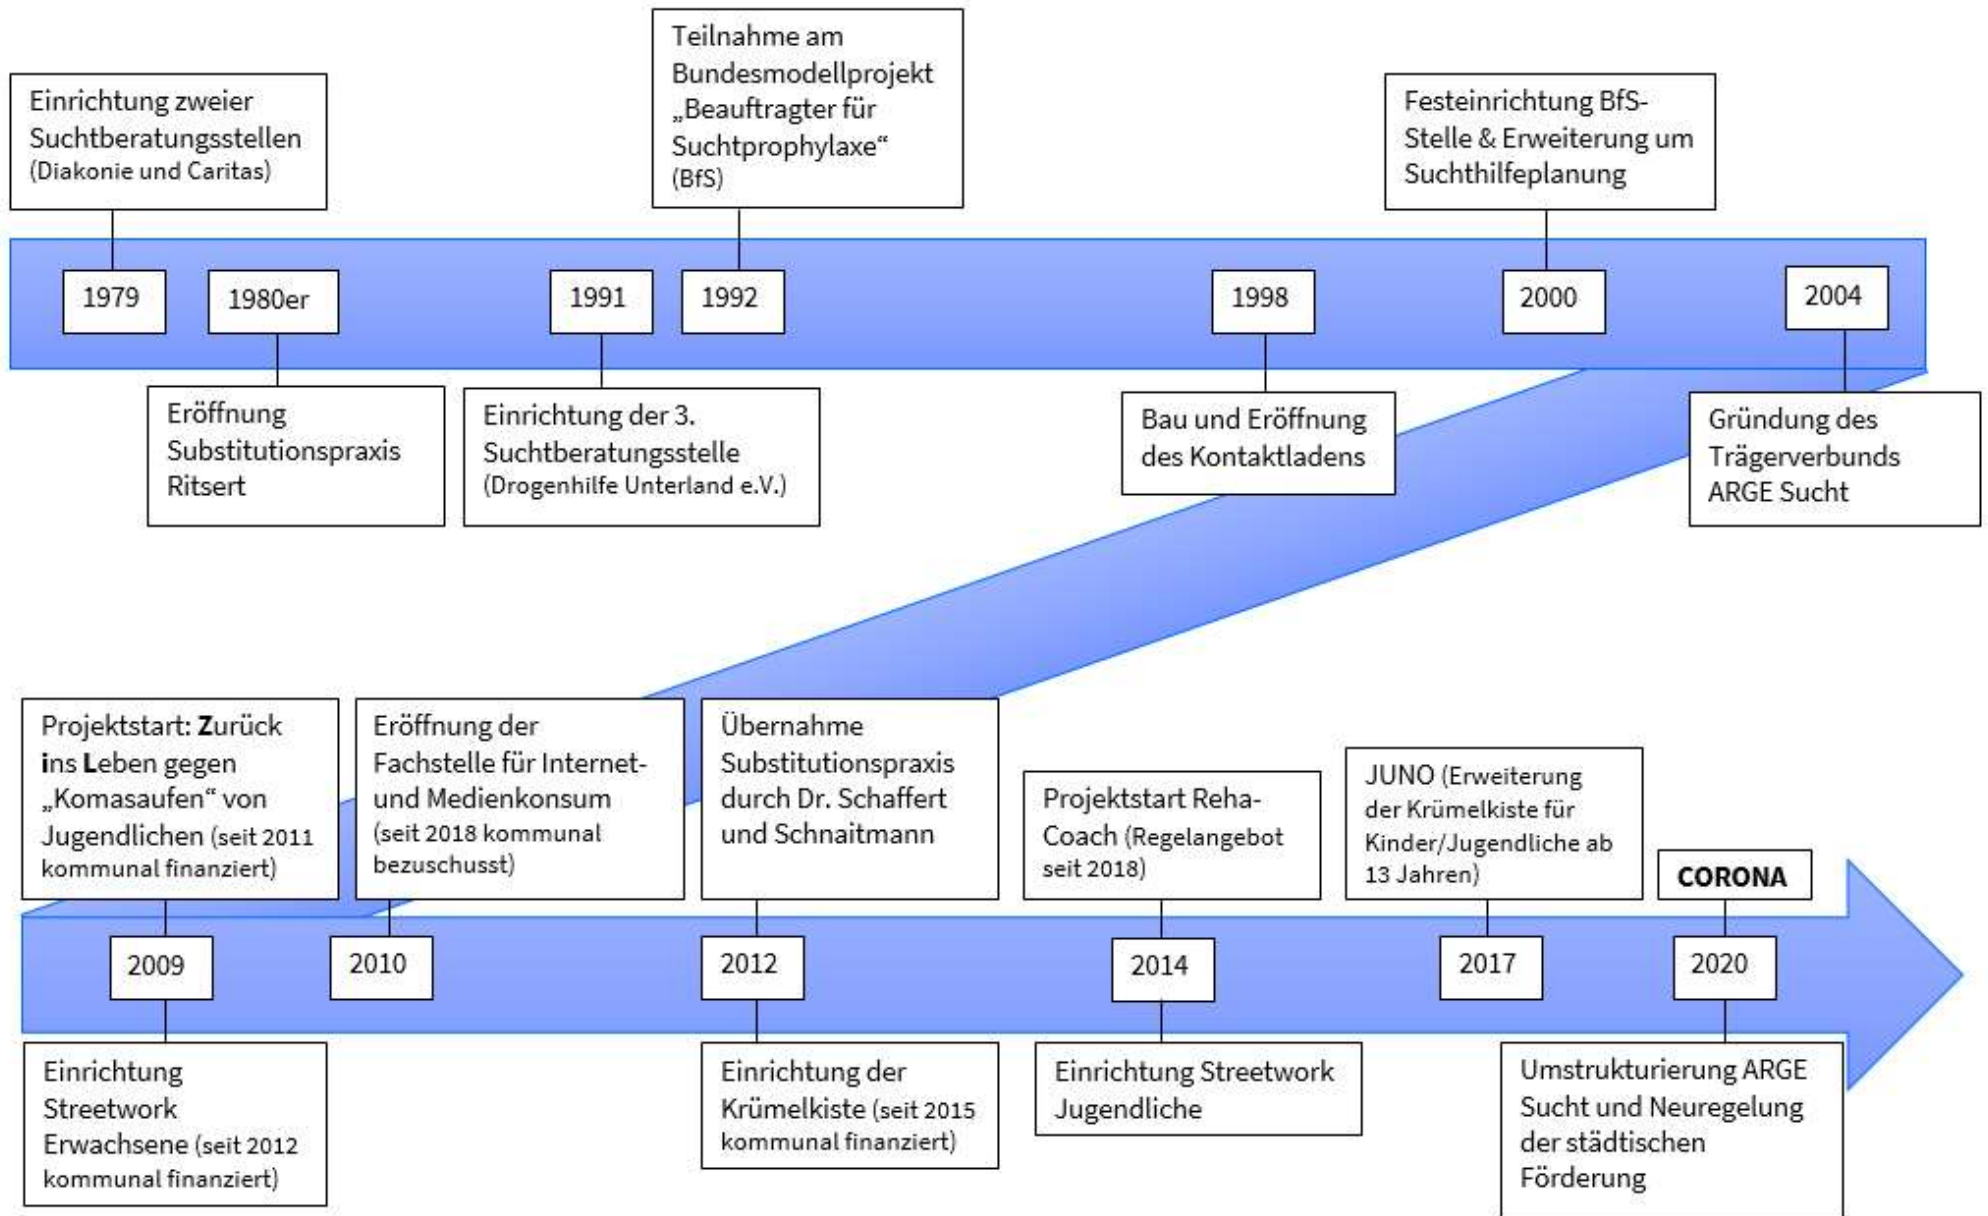 Einrichtung zweier
Suchtberatungsstellen
(Diakonie und Caritas)
Teilnahme am
Bundesmodellprojekt
„Beauftragter für
Suchtprophylaxe“
(BfS)
Festeinrichtung BfS-
Stelle & Erweiterung um
Suchthilfeplanung
1979
1980er
1991
1992
1998
2000
2004
Eröffnung
Substitutionspraxis
Ritsert
Einrichtung der 3.
Suchtberatungsstelle
(Drogenhilfe Unterland e.V.)
Bau und Eröffnung
des Kontaktladens
Gründung des
Trägerverbunds
ARGE Sucht
Projektstart: Zurück
ins Leben gegen
„Komasaufen“ von
Jugendlichen (seit 2011
kommunal finanziert)
Eröffnung der
Fachstelle für Internet-
und Medienkonsum
(seit 2018 kommunal
bezuschusst)
Übernahme
Substitutionspraxis
durch Dr. Schaffert
und Schnaitmann
Projektstart Reha-
Coach (Regelangebot
seit 2018)
JUNO (Erweiterung
der Krümelkiste für
Kinder/Jugendliche ab
13 Jahren)
CORONA
2009
2010
2012
2014
2017
2020
Einrichtung
Streetwork
Erwachsene (seit 2012
kommunal finanziert)
Einrichtung der
Krümelkiste (seit 2015
kommunal finanziert)
Einrichtung Streetwork
Jugendliche
Umstrukturierung ARGE
Sucht und Neuregelung
der städtischen
Förderung